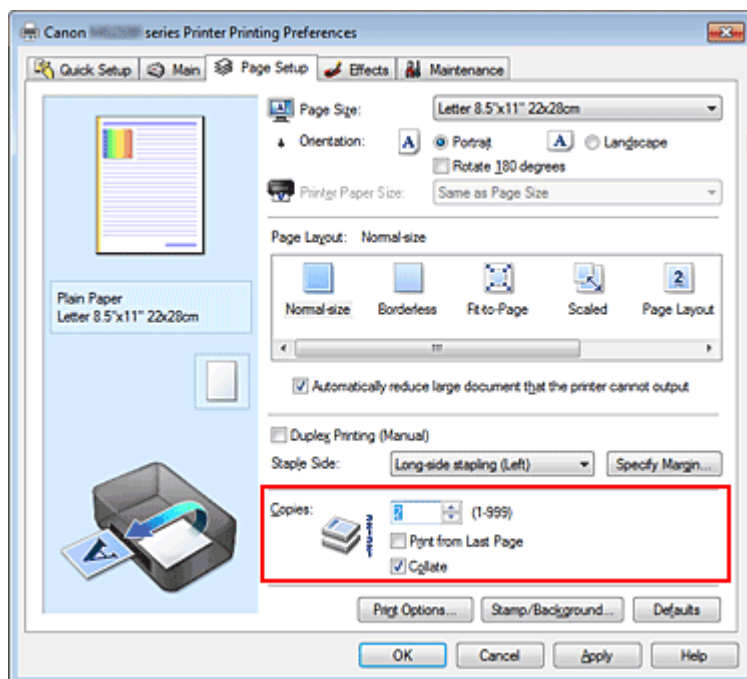 Canon series Printer Printing Preferences
Quick Setup Main Page Setup Effects Maintenance
Page Size: Letter 8.5"x11" 22x28cm
Orientation: A Portrait A Landscape
Rotate 180 degrees
Printer Paper Size: Same as Page Size
Page Layout: Normal-size
2
Normal-size Borderless Fit-to-Page Scaled Page Layout
Plain Paper
Letter 8.5"x11" 22x28cm
Automatically reduce large document that the printer cannot output
Duplex Printing (Manual)
Staple Side: Long-side stapling (Left) Specify Margin...
Copies: 2 (1-999)
Print from Last Page
Collate
A
Print Options... Stamp/Background... Defaults
OK Cancel Apply Help